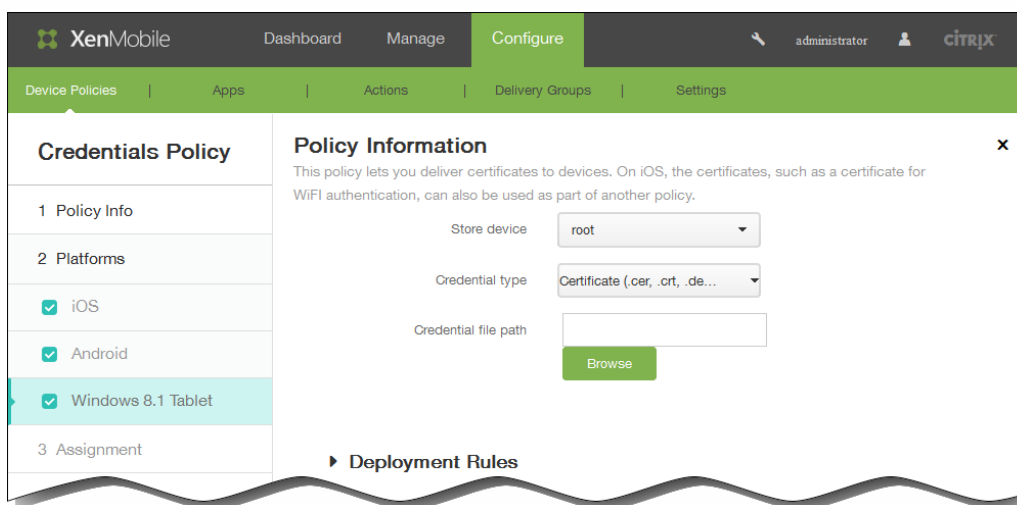 XenMobile Dashboard Manage Configure administrator CİTRIX
Device Policies | Apps | Actions | Delivery Groups | Settings
Credentials Policy
1 Policy Info
2 Platforms
iOS
Android
Windows 8.1 Tablet
3 Assignment
Policy Information
This policy lets you deliver certificates to devices. On iOS, the certificates, such as a certificate for
WiFI authentication, can also be used as part of another policy.
Store device root
Credential type Certificate (.cer, .crt, .de...
Credential file path
Browse
Deployment Rules